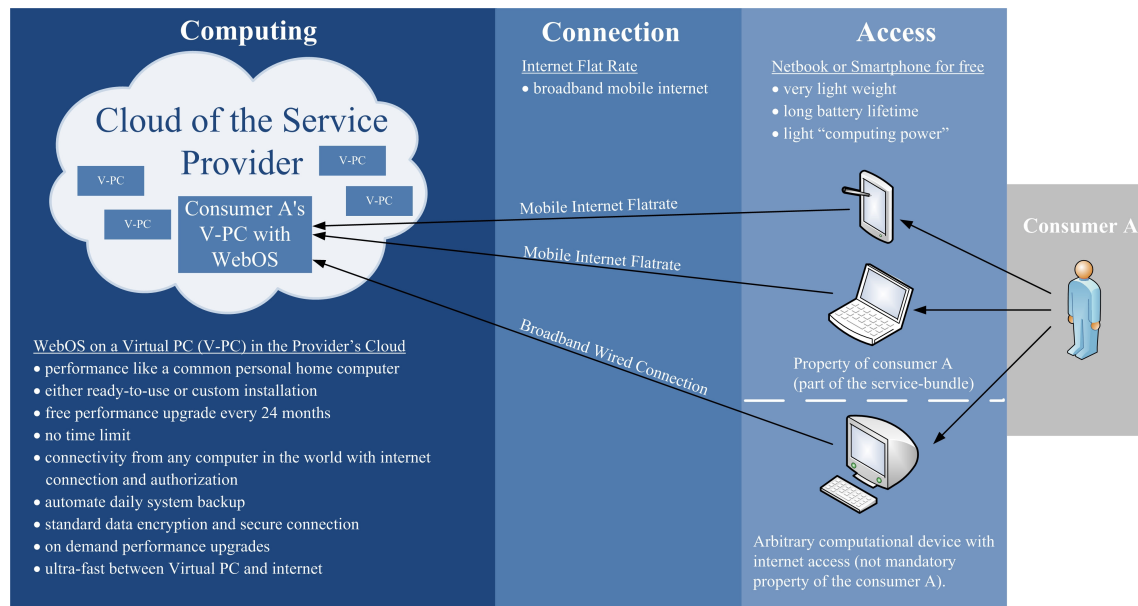 Computing
Cloud of the Service
Provider
V-PC
V-PC
V-PC
V-PC
Consumer A's
V-PC with
WebOS
WebOS on a Virtual PC (V-PC) in the Provider's Cloud
• performance like a common personal home computer
• either ready-to-use or custom installation
• free performance upgrade every 24 months
• no time limit
• connectivity from any computer in the world with internet
connection and authorization
• automate daily system backup
• standard data encryption and secure connection
• on demand performance upgrades
• ultra-fast between Virtual PC and internet
Connection
Internet Flat Rate
• broadband mobile internet
Mobile Internet Flatrate
Mobile Internet Flatrate
Broadband Wired Connection
Access
Netbook or Smartphone for free
• very light weight
• long battery lifetime
• light “computing power”
Property of consumer A
(part of the service-bundle)
Arbitrary computational device with
internet access (not mandatory
property of the consumer A).
Consumer A